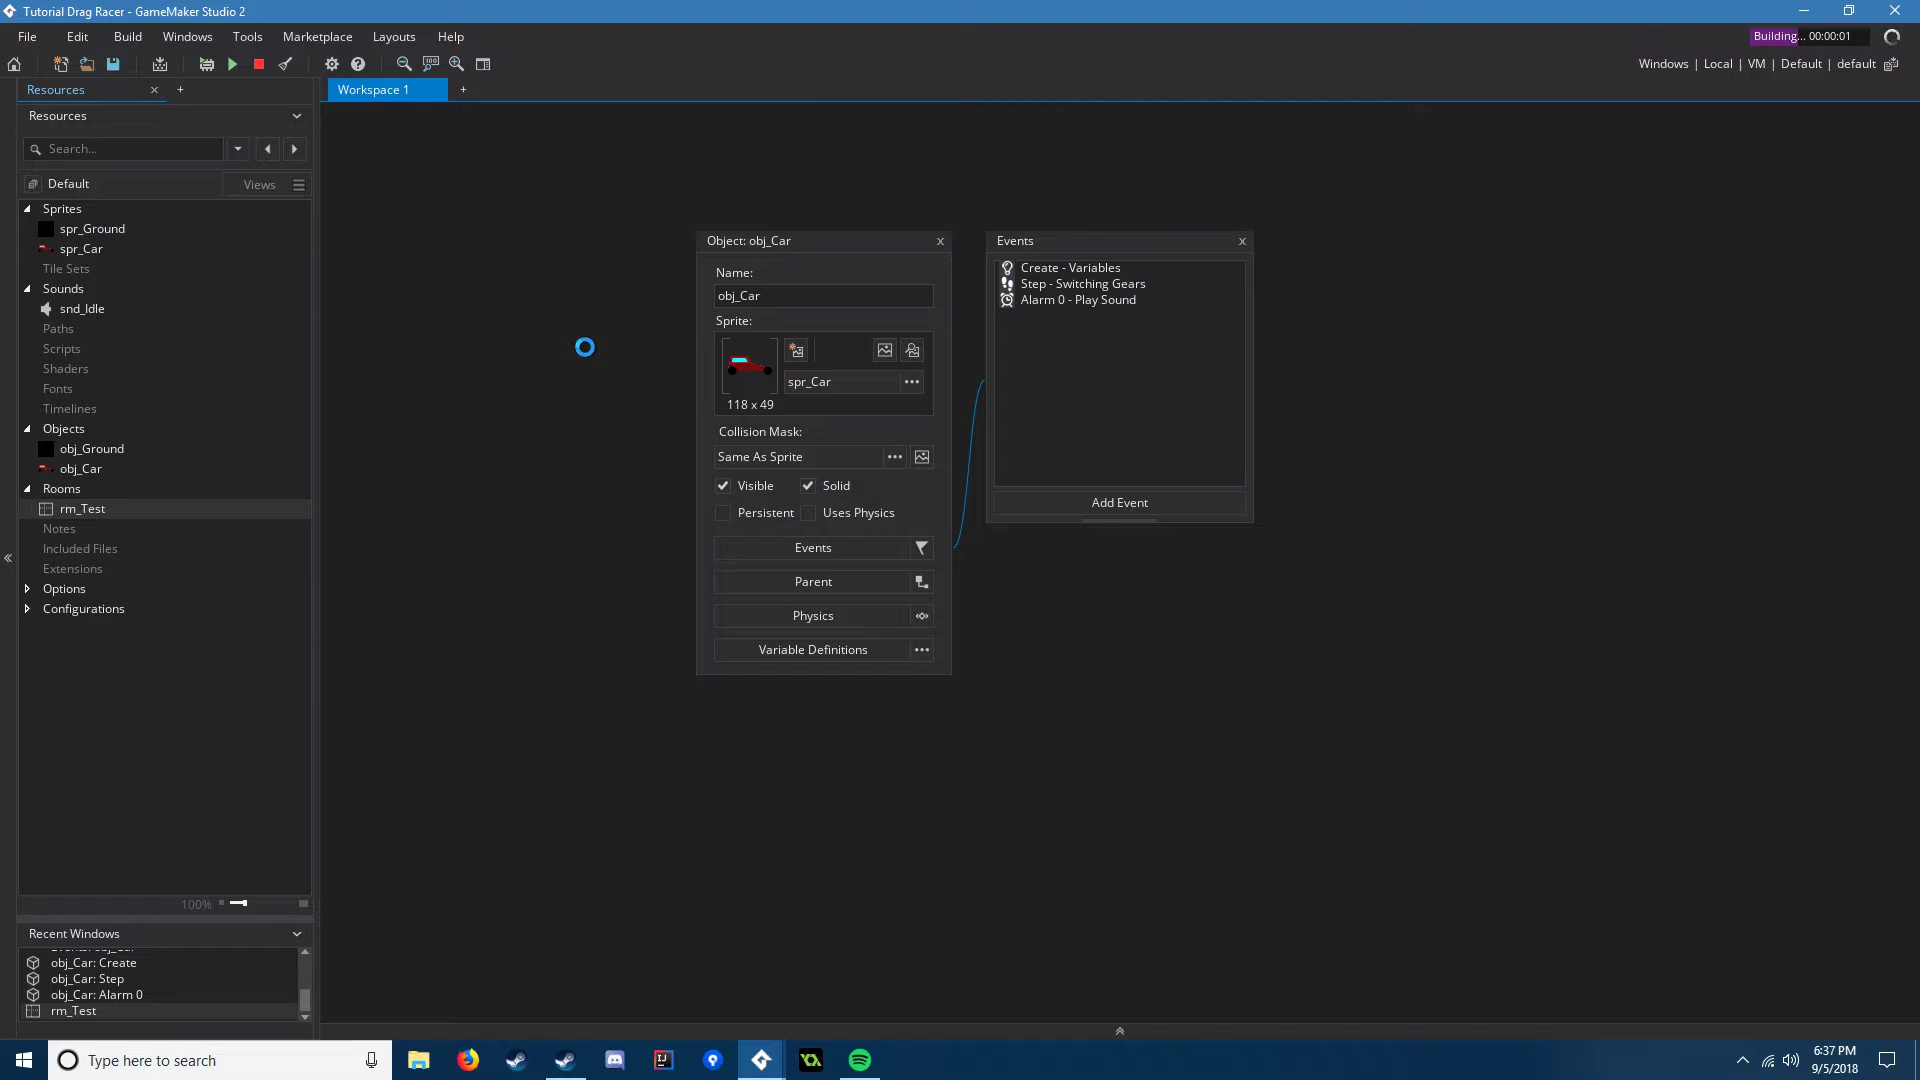 Tutorial Drag Racer - GameMaker Studio 2
File Edit Build Windows Tools Marketplace Layouts Help
Building... 00:00:01
Windows | Local | VM | Default | default
Resources
Workspace 1
Resources
Search...
Default
Views
Sprites
spr_Ground
spr_Car
Tile Sets
Sounds
snd_Idle
Paths
Scripts
Shaders
Fonts
Timelines
Objects
obj_Ground
obj_Car
Rooms
rm_Test
Notes
Included Files
Extensions
Options
Configurations
100%
Recent Windows
obj_Car: Create
obj_Car: Step
obj_Car: Alarm 0
rm_Test
Object: obj_Car
Name:
obj_Car
Sprite:
spr_Car
118 x 49
Collision Mask:
Same As Sprite
Visible
Solid
Persistent
Uses Physics
Events
Parent
Physics
Variable Definitions
Events
Create - Variables
Step - Switching Gears
Alarm 0 - Play Sound
Add Event
Type here to search
6:37 PM
9/5/2018